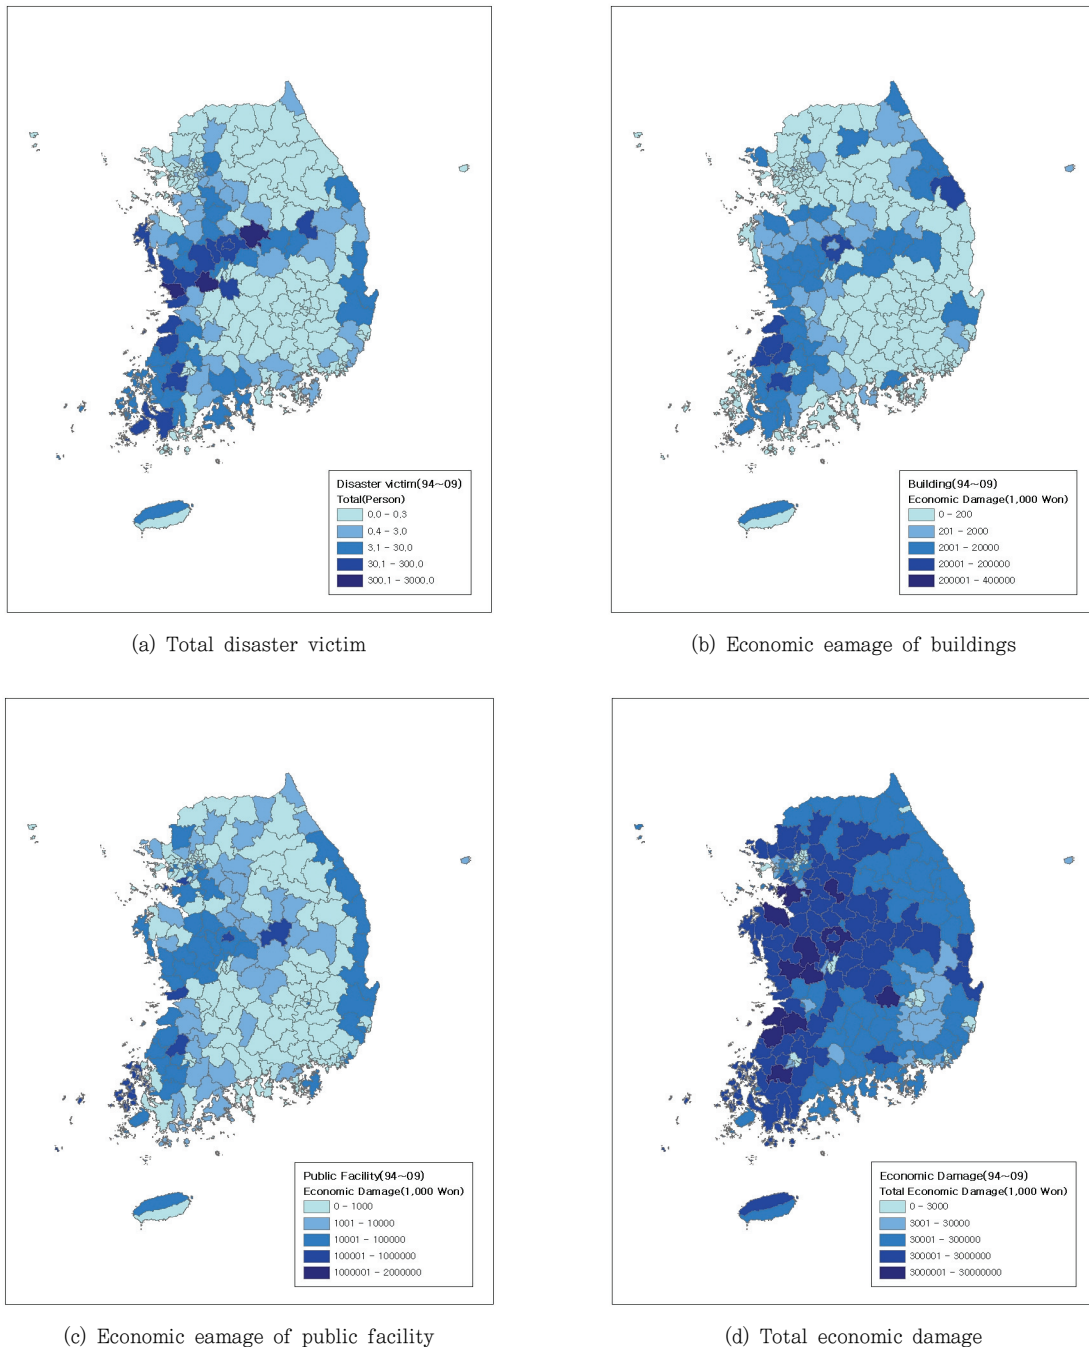 Disaster victim(94~09)
Total(Person)
0,0 - 0,3
0,4 - 3,0
3,1 - 30,0
30,1 - 300,0
300,1 - 3000,0
(a) Total disaster victim
Building(94~09)
Economic Damage(1,000 Won)
0 - 200
201 - 2000
2001 - 20000
20001 - 200000
200001 - 400000
(b) Economic eamage of buildings
Public Facility(94~09)
Economic Damage(1,000 Won)
0 - 1000
1001 - 10000
10001 - 100000
100001 - 1000000
1000001 - 2000000
(c) Economic eamage of public facility
Economic Damage(94~09)
Total Economic Damage(1,000 Won)
0 - 3000
3001 - 30000
30001 - 300000
300001 - 3000000
3000001 - 30000000
(d) Total economic damage